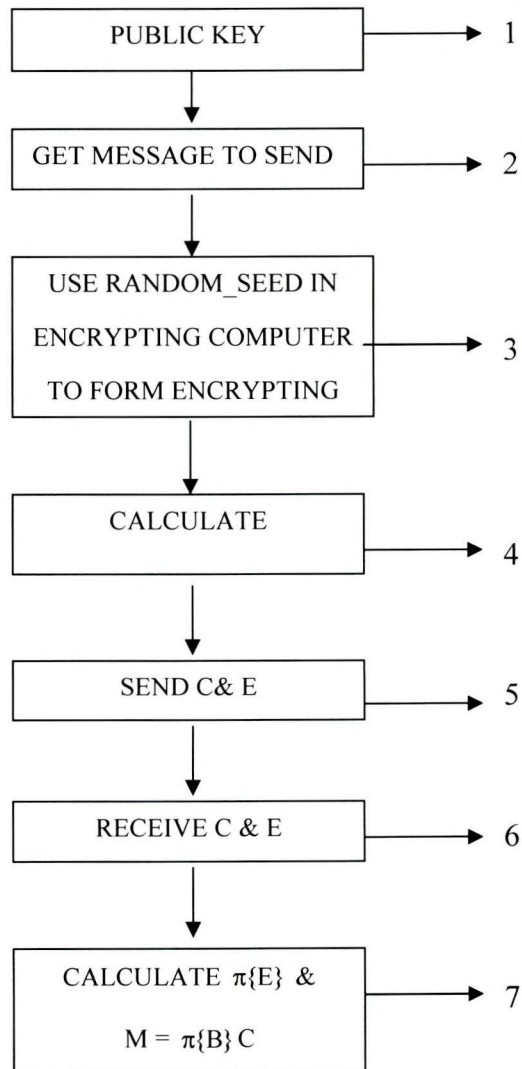 PUBLIC KEY
1
GET MESSAGE TO SEND
2
USE RANDOM_SEED IN
ENCRYPTING COMPUTER
TO FORM ENCRYPTING
3
CALCULATE
4
SEND C& E
5
RECEIVE C & E
6
CALCULATE π{E} &
M = π{B} C
7